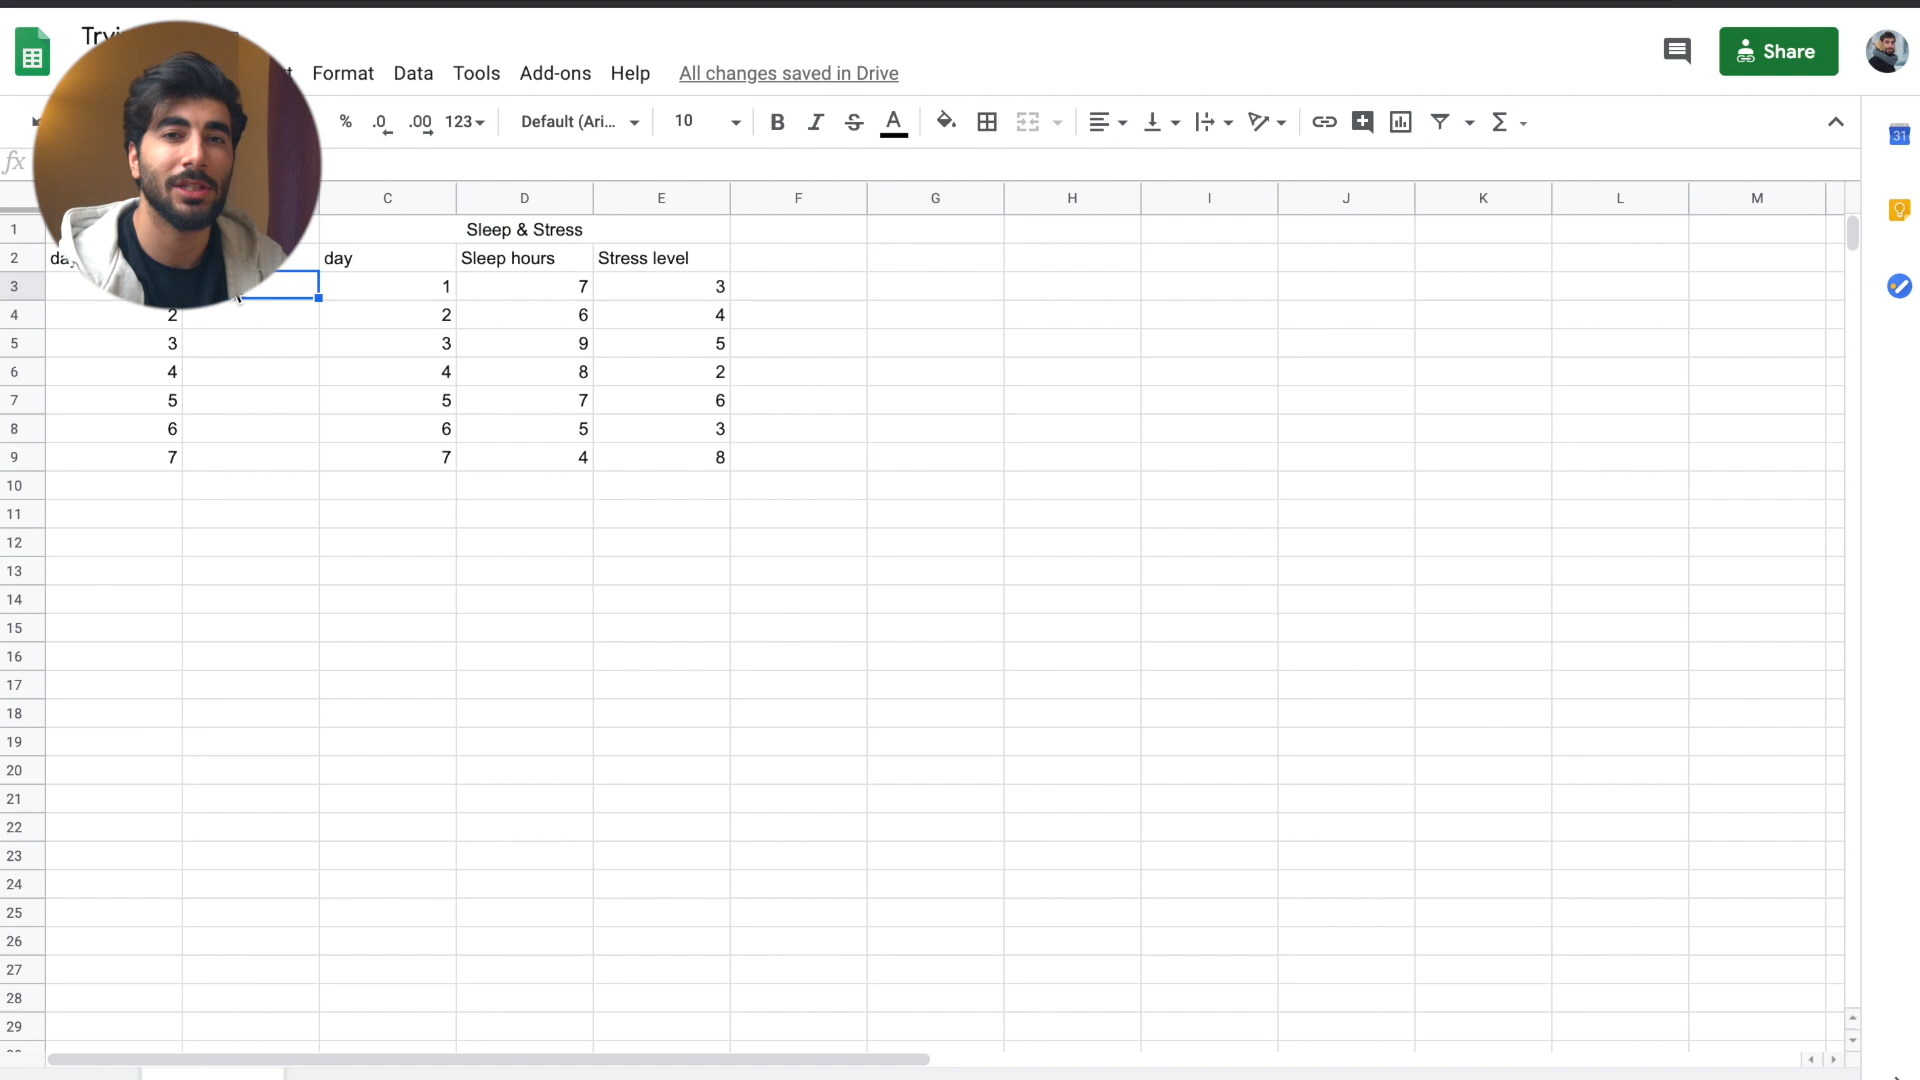 Format Data Tools Add-ons Help All changes saved in Drive
Share
% .0 .00 123 Default (Ari... 10 B I S A Σ
31
fx
C D E F G H I J K L M
1 Sleep & Stress
2 day Sleep hours Stress level
3 1 7 3
4 2 2 6 4
5 3 3 9 5
6 4 4 8 2
7 5 5 7 6
8 6 6 5 3
9 7 7 4 8
10
11
12
13
14
15
16
17
18
19
20
21
22
23
24
25
26
27
28
29